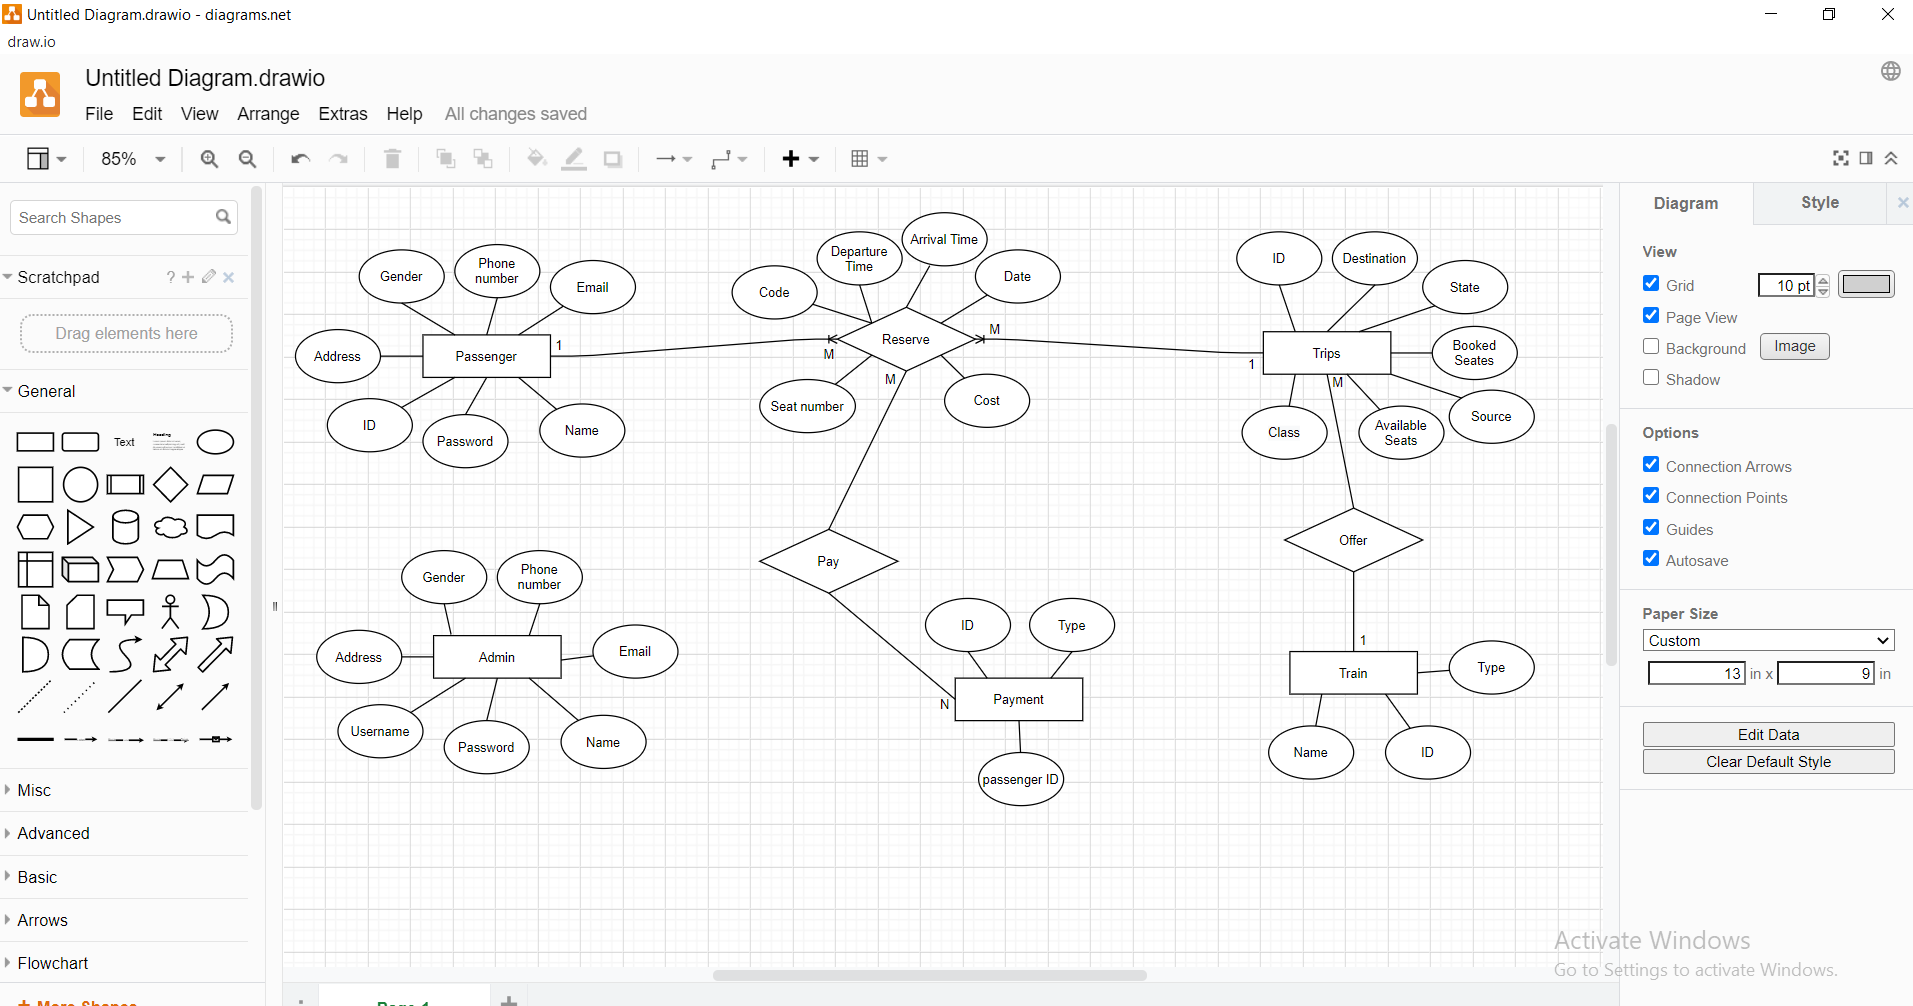 Untitled Diagram.drawio - diagrams.net
draw.io
Untitled Diagram.drawio
File Edit View Arrange Extras Help All changes saved
85%
Search Shapes
Scratchpad
?
Drag elements here
General
Text
Heading
Misc
Advanced
Basic
Arrows
Flowchart
+ More Shapes
Gender
Phone
number
Email
Address
Passenger
1
ID
Password
Name
Code
Departure
Time
Arrival Time
Date
Reserve
M
M
M
Seat number
Cost
ID
Destination
State
Trips
1
M
Booked
Seates
Class
Available
Seats
Source
Pay
Offer
Gender
Phone
number
Address
Admin
Email
Username
Password
Name
ID
Type
N
Payment
passenger ID
1
Train
Type
Name
ID
Page-1
Diagram
Style
View
Grid
10 pt
Page View
Background
Image
Shadow
Options
Connection Arrows
Connection Points
Guides
Autosave
Paper Size
Custom
13 in x 9 in
Edit Data
Clear Default Style
Activate Windows
Go to Settings to activate Windows.